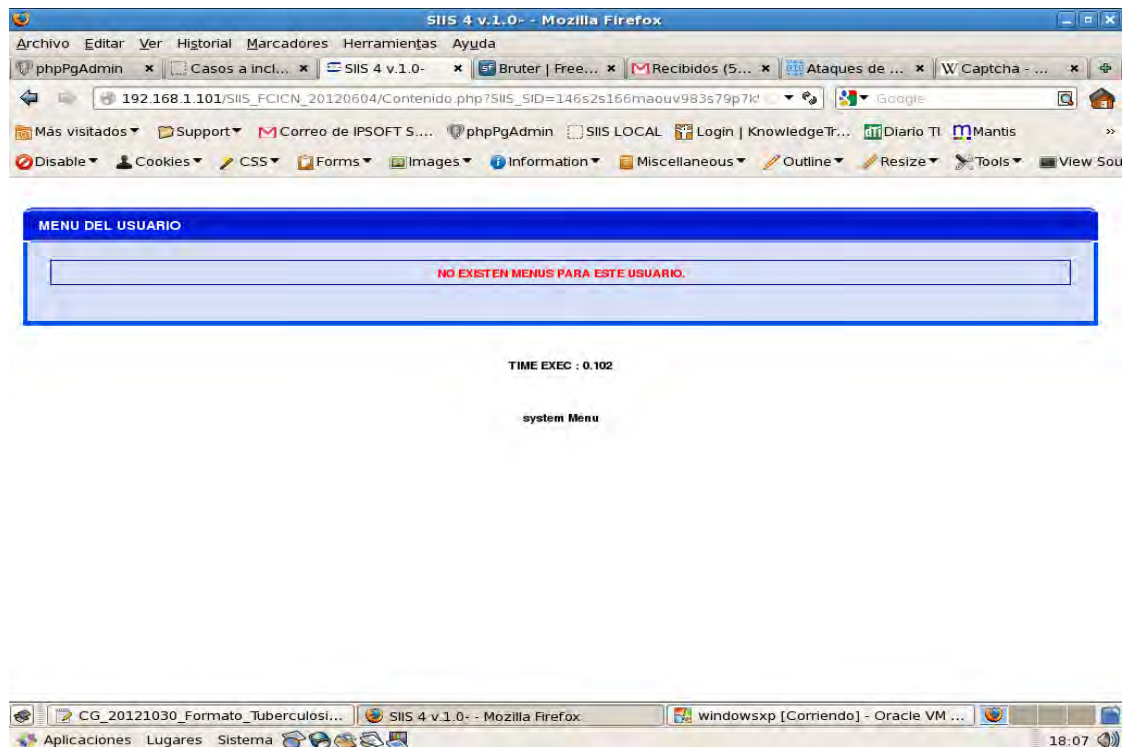 SIIS 4 v.1.0- - Mozilla Firefox
Archivo Editar Ver Historial Marcadores Herramientas Ayuda
phpPgAdmin Casos a incl... SIIS 4 v.1.0- Bruter | Free... Recibidos (5... Ataques de ... Captcha - ...
192.168.1.101/SIIS_FCICN_20120604/Contenido.php?SIIS_SID=146s2s166maouv983s79p7k Google
Más visitados Support Correo de IPSOFT S.... phpPgAdmin SIIS LOCAL Login | KnowledgeTr... Diario TI Mantis »
Disable Cookies CSS Forms Images Information Miscellaneous Outline Resize Tools View Sou
MENU DEL USUARIO
NO EXISTEN MENUS PARA ESTE USUARIO.
TIME EXEC : 0.102
system Menu
CG_20121030_Formato_Tuberculosi... SIIS 4 v.1.0- - Mozilla Firefox windowsxp [Corriendo] - Oracle VM ...
Aplicaciones Lugares Sistema 18:07